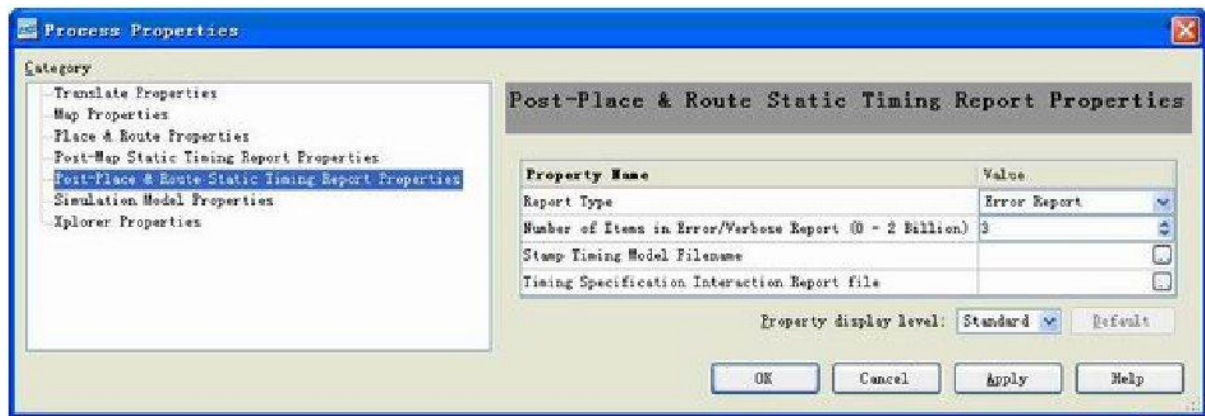 Process Properties
Category
Translate Properties
Map Properties
Place & Route Properties
Post-Map Static Timing Report Properties
Post-Place & Route Static Timing Report Properties
Simulation Model Properties
Xplorer Properties
Post-Place & Route Static Timing Report Properties
Property Name Value
Report Type Error Report
Number of Items in Error/Verbose Report (0 - 2 Billion) 3
Stamp Timing Model Filename ...
Timing Specification Interaction Report file ...
Property display level: Standard Default
OK Cancel Apply Help